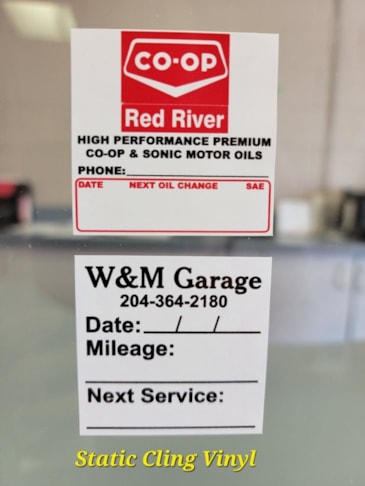 CO-OP
Red River
HIGH PERFORMANCE PREMIUM
CO-OP & SONIC MOTOR OILS
PHONE:
DATE NEXT OIL CHANGE SAE
W&M Garage
204-364-2180
Date: / /
Mileage:
Next Service:
Static Cling Vinyl